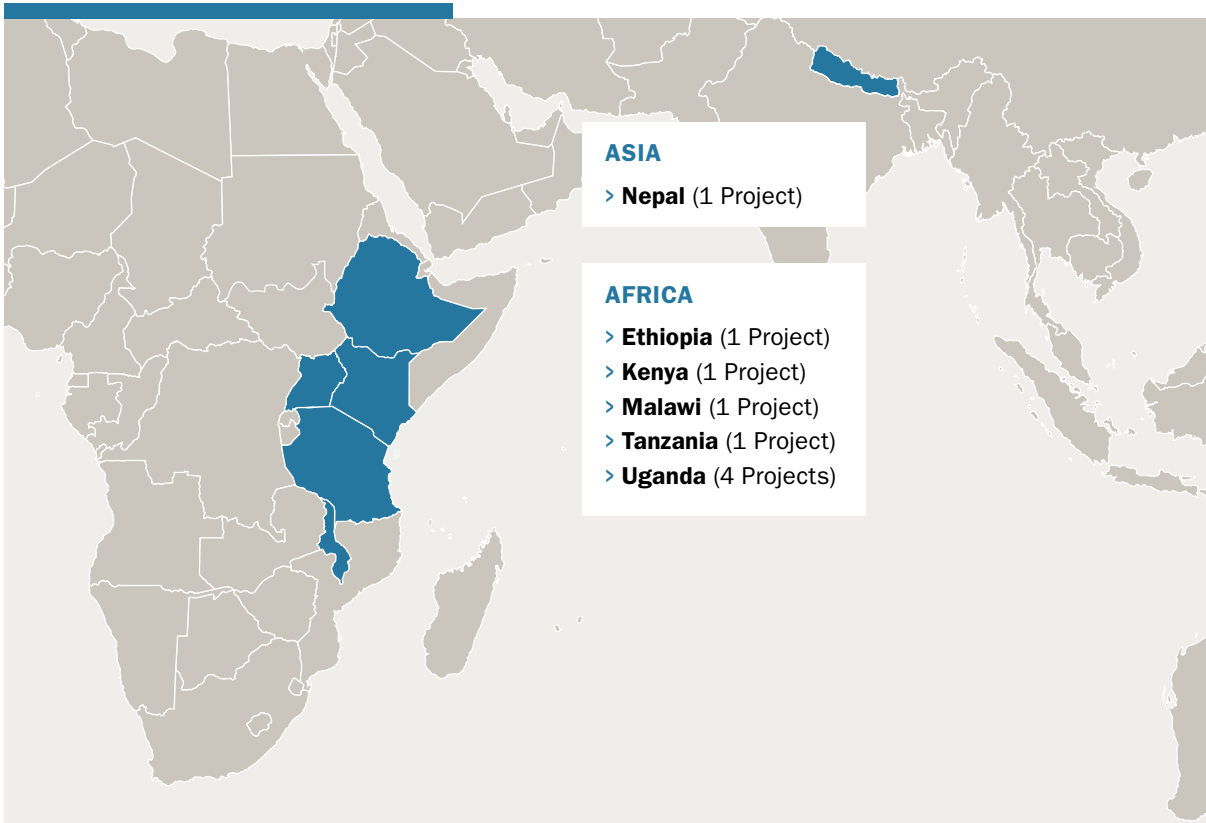 ASIA
> Nepal (1 Project)
AFRICA
> Ethiopia (1 Project)
> Kenya (1 Project)
> Malawi (1 Project)
> Tanzania (1 Project)
> Uganda (4 Projects)